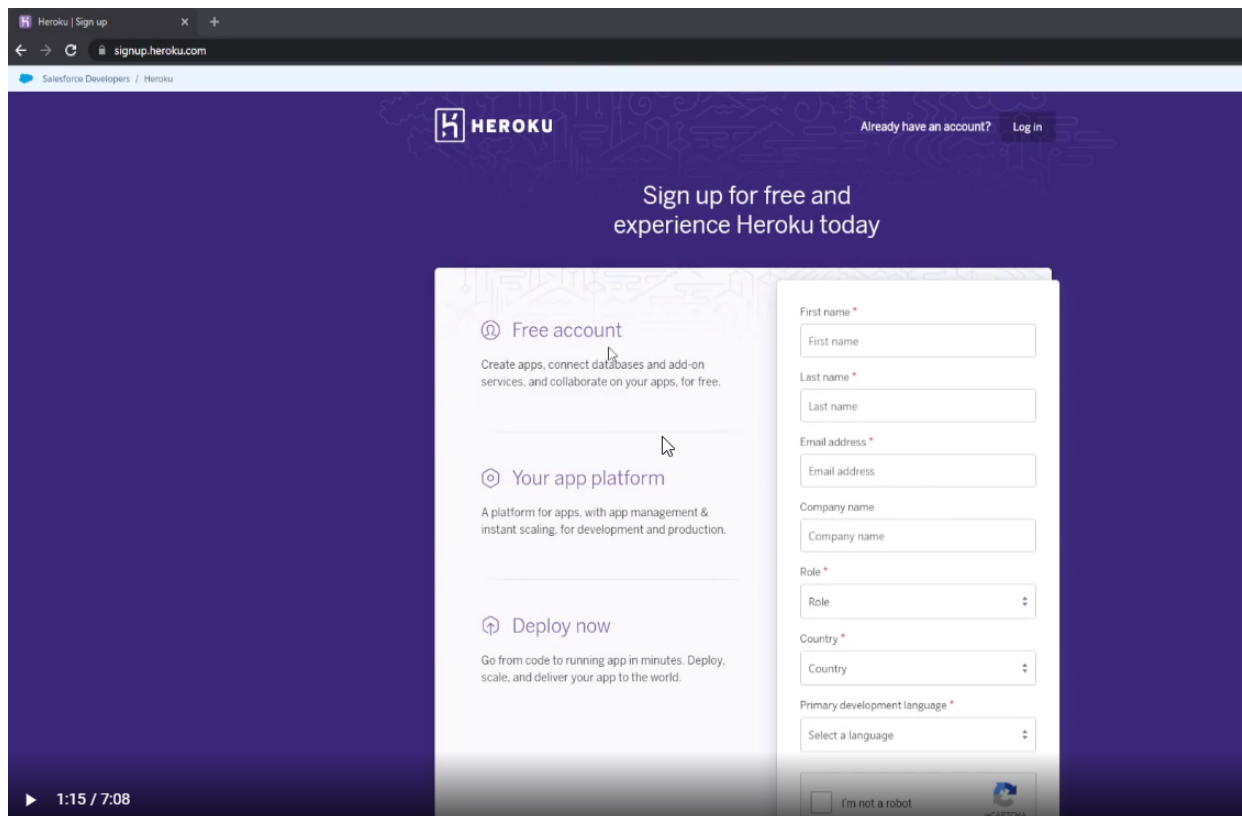 Heroku | Sign up
signup.heroku.com
Salesforce Developers / Heroku
HEROKU
Already have an account? Log in
Sign up for free and
experience Heroku today
Free account
Create apps, connect databases and add-on
services, and collaborate on your apps, for free.
Your app platform
A platform for apps, with app management &
instant scaling, for development and production.
Deploy now
Go from code to running app in minutes. Deploy,
scale, and deliver your app to the world.
First name *
First name
Last name *
Last name
Email address *
Email address
Company name
Company name
Role *
Role
Country *
Country
Primary development language *
Select a language
I'm not a robot
1:15 / 7:08